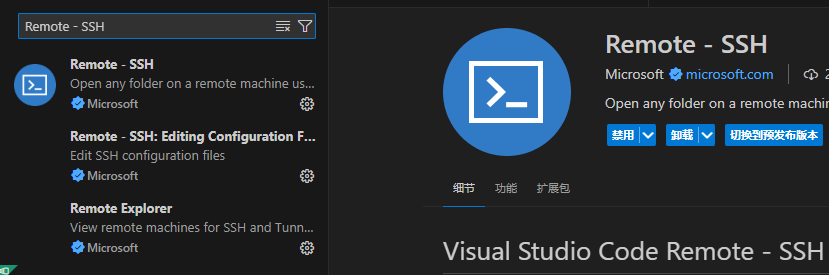 Remote - SSH
Remote - SSH
Open any folder on a remote machine us...
Microsoft
Remote - SSH: Editing Configuration F...
Edit SSH configuration files
Microsoft
Remote Explorer
View remote machines for SSH and Tunn...
Microsoft
Remote - SSH
Microsoft microsoft.com 2
Open any folder on a remote machin
禁用 卸载 切换到预发布版本
细节 功能 扩展包
Visual Studio Code Remote - SSH